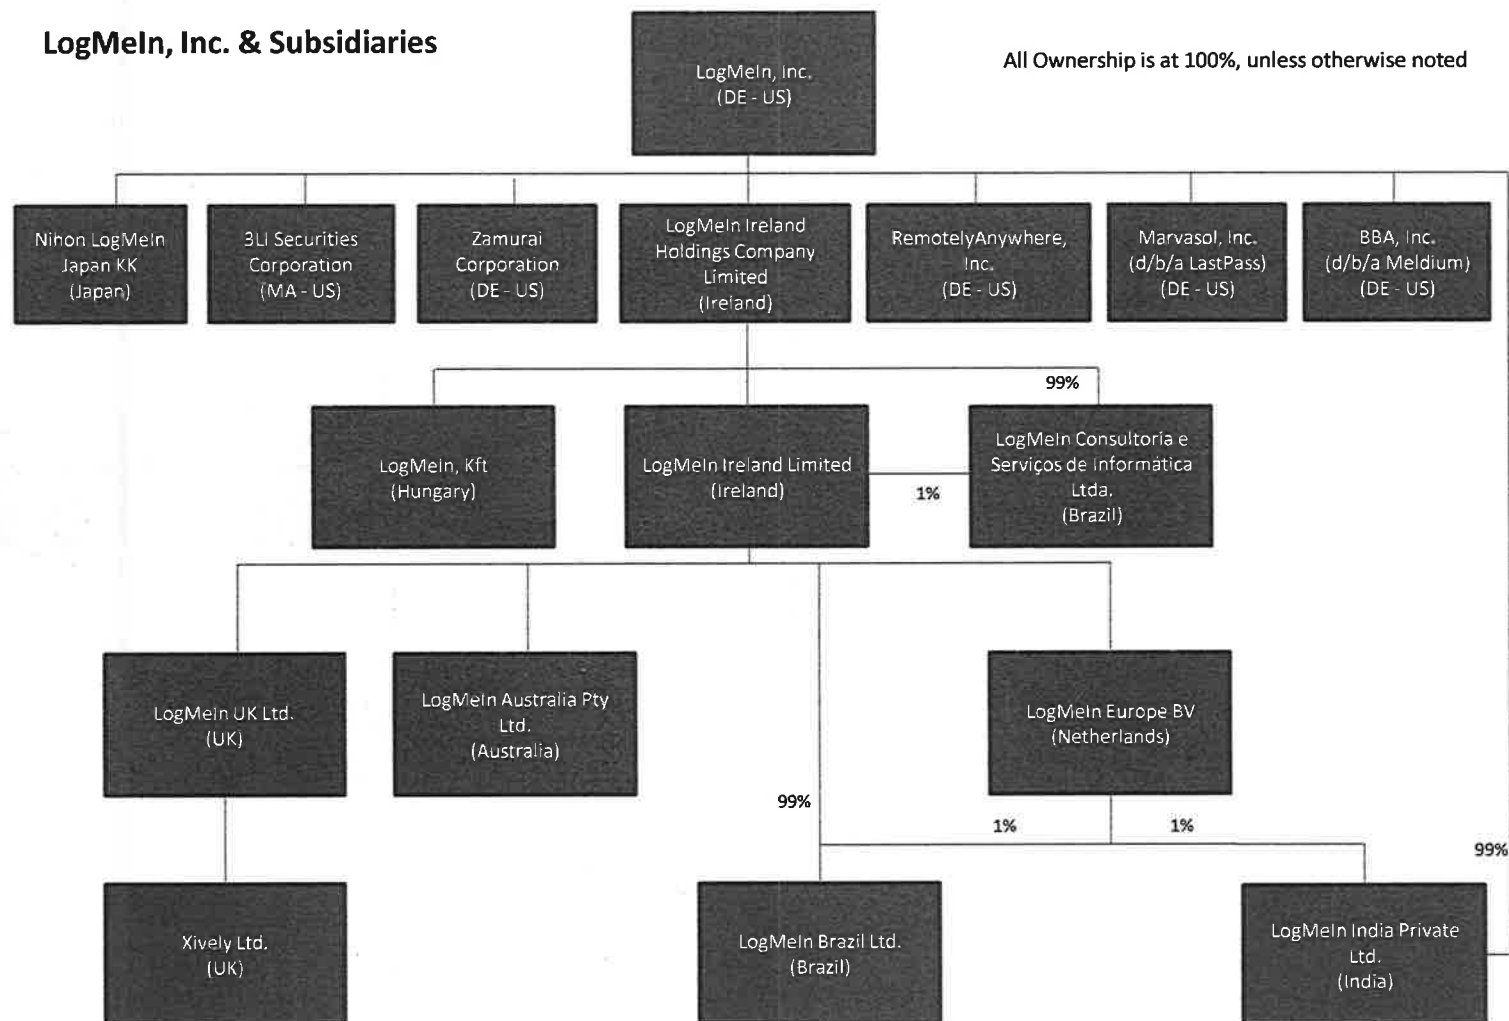 LogMeIn, Inc. & Subsidiaries
All Ownership is at 100%, unless otherwise noted
LogMeIn, Inc.
(DE - US)
Nihon LogMeIn
Japan KK
(Japan)
3LI Securities
Corporation
(MA - US)
Zamurai
Corporation
(DE - US)
LogMeIn Ireland
Holdings Company
Limited
(Ireland)
RemotelyAnywhere,
Inc.
(DE - US)
Marvasol, Inc.
(d/b/a LastPass)
(DE - US)
BBA, Inc.
(d/b/a Meldium)
(DE - US)
99%
LogMeIn, Kft
(Hungary)
LogMeIn Ireland Limited
(Ireland)
1%
LogMeIn Consultoria e
Serviços de Informática
Ltda.
(Brazil)
LogMeIn UK Ltd.
(UK)
LogMeIn Australia Pty
Ltd.
(Australia)
LogMeIn Europe BV
(Netherlands)
99%
1%
1%
99%
Xively Ltd.
(UK)
LogMeIn Brazil Ltd.
(Brazil)
LogMeIn India Private
Ltd.
(India)